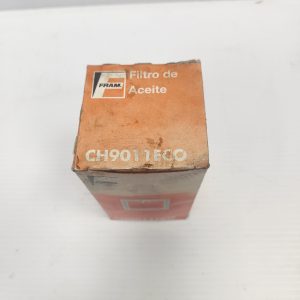 FRAM
Filtro de
Aceite
CH9011ECO